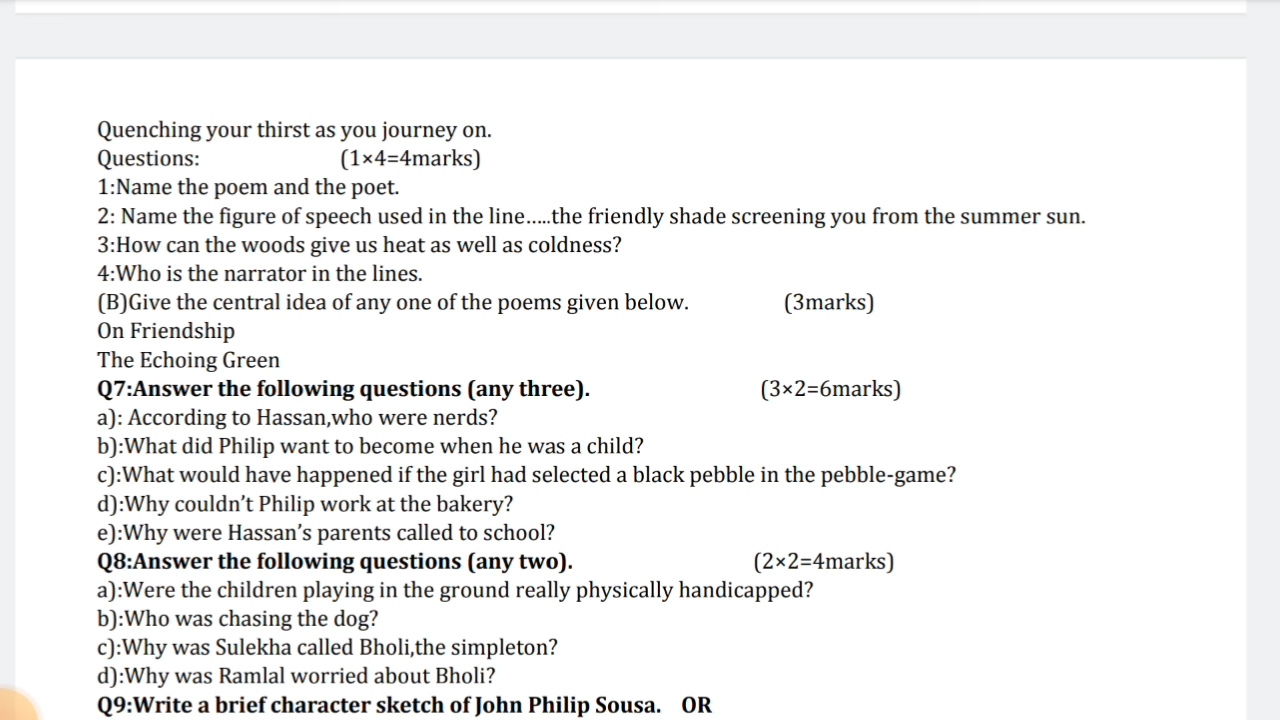 Quenching your thirst as you journey on.
Questions: (1×4=4marks)
1:Name the poem and the poet.
2: Name the figure of speech used in the line.....the friendly shade screening you from the summer sun.
3:How can the woods give us heat as well as coldness?
4:Who is the narrator in the lines.
(B)Give the central idea of any one of the poems given below. (3marks)
On Friendship
The Echoing Green
Q7:Answer the following questions (any three). (3×2=6marks)
a): According to Hassan,who were nerds?
b):What did Philip want to become when he was a child?
c):What would have happened if the girl had selected a black pebble in the pebble-game?
d):Why couldn’t Philip work at the bakery?
e):Why were Hassan’s parents called to school?
Q8:Answer the following questions (any two). (2×2=4marks)
a):Were the children playing in the ground really physically handicapped?
b):Who was chasing the dog?
c):Why was Sulekha called Bholi,the simpleton?
d):Why was Ramlal worried about Bholi?
Q9:Write a brief character sketch of John Philip Sousa. OR